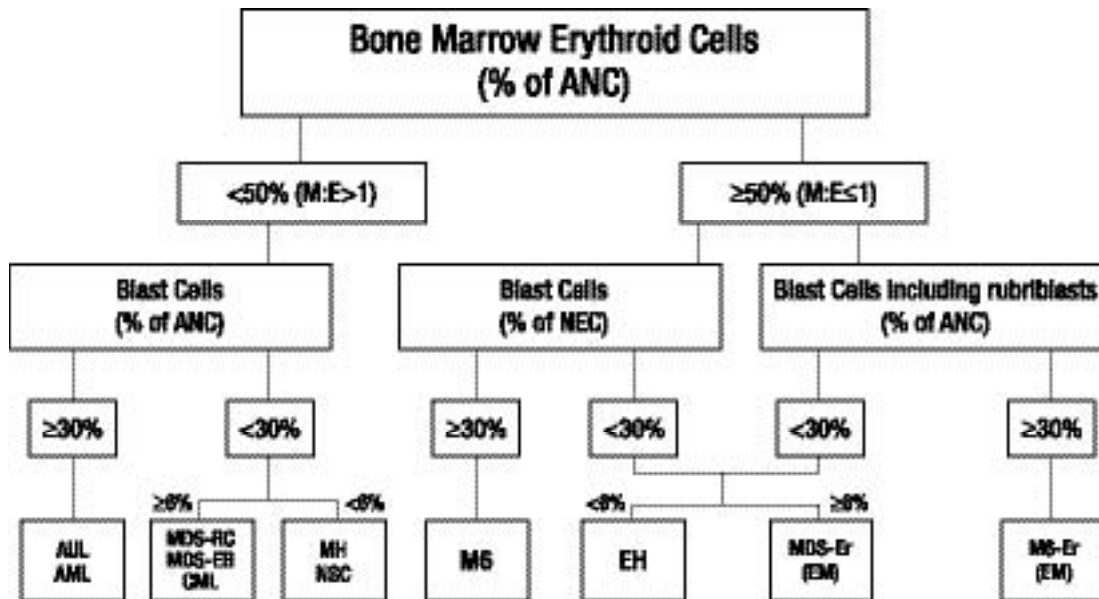 Bone Marrow Erythroid Cells
(% of ANC)
<50% (M:E>1)
≥50% (M:E≤1)
Blast Cells
(% of ANC)
Blast Cells
(% of NEC)
Blast Cells including rubriblasts
(% of ANC)
≥30%
<30%
≥30%
<30%
<30%
≥30%
≥6%
<6%
<6%
≥6%
AUL
AML
MDS-RC
MDS-EB
CML
MH
NSC
M6
EH
MDS-Er
(EM)
M6-Er
(EM)